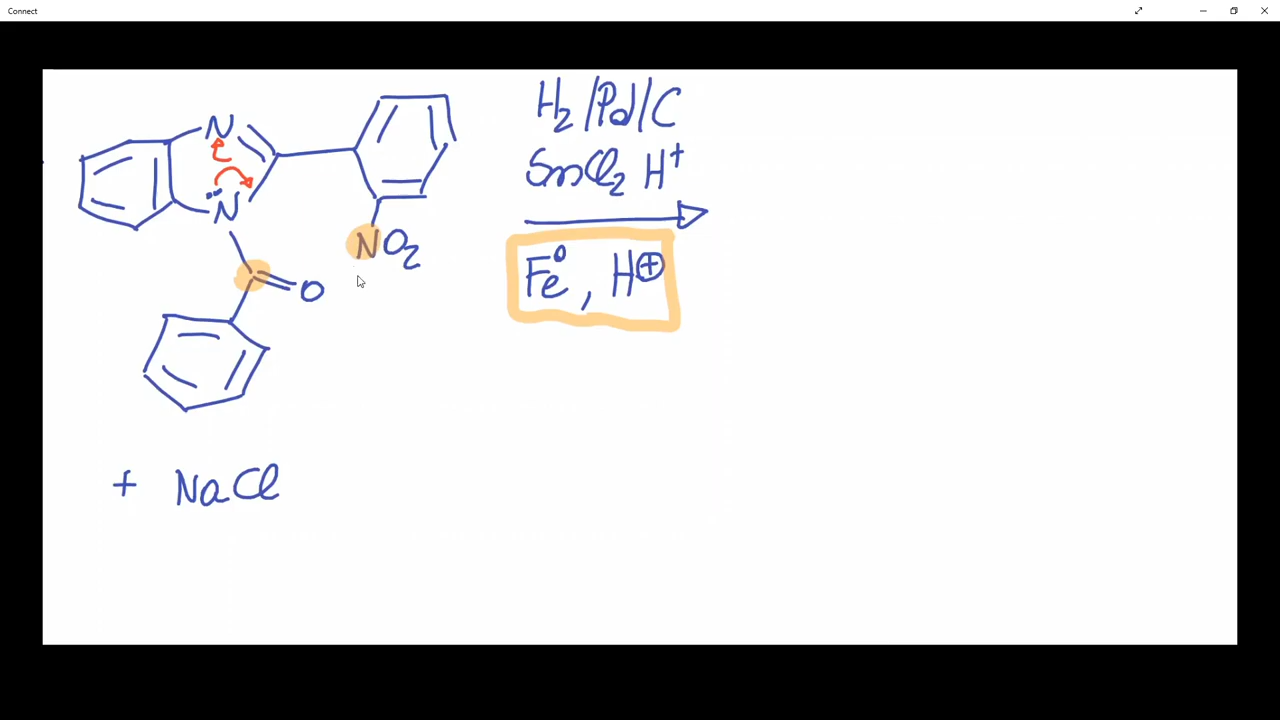 Connect
H2/Pd/C
SnCl2 H+
Fe0, H⊕
N
N
NO2
O
+ NaCl